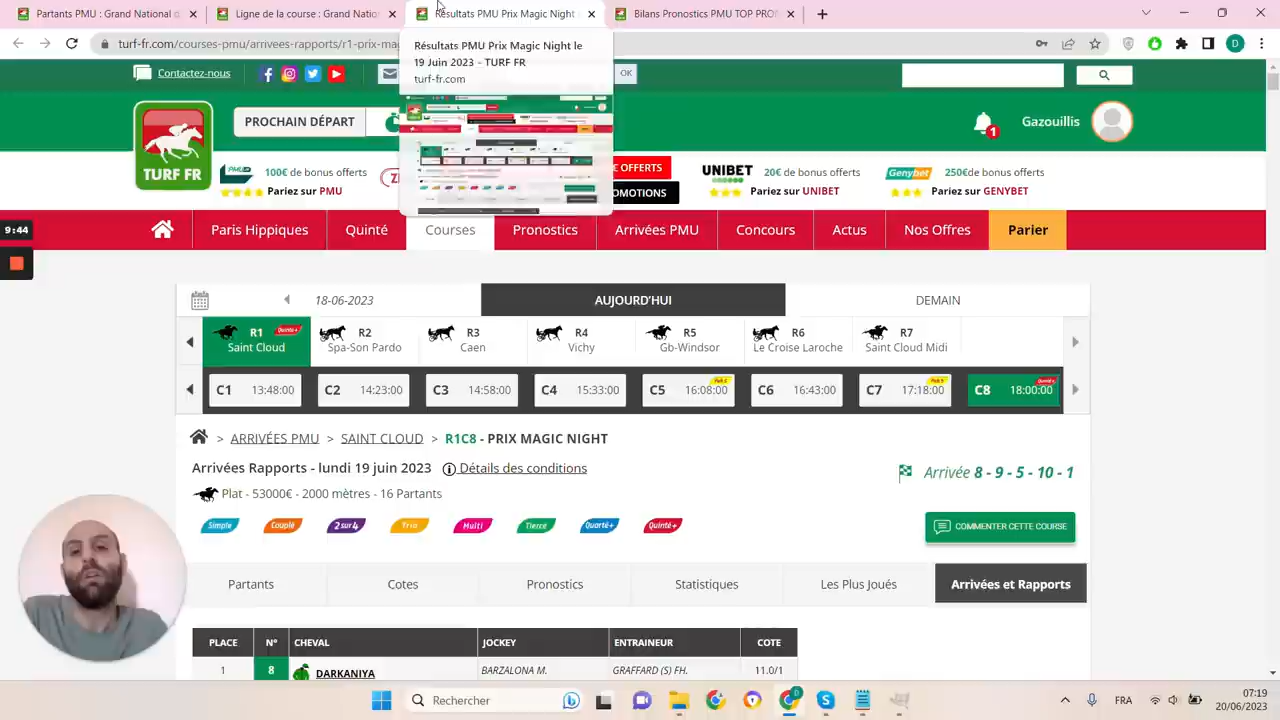 Partants PMU : Grand National d
Ligne de la course : Grand Natio
Résultats PMU Prix Magic Night
Bilans Pronostics PMU TOP PRO
turf-fr.com/courses-pmu/arrivees-rapports/r1-prix-mag
D
Résultats PMU Prix Magic Night le
19 Juin 2023 - TURF FR
turf-fr.com
Contactez-nous
OK
TURF FR
PROCHAIN DÉPART
1
Gazouillis
PMU
100€ de bonus offerts
Pariez sur PMU
OFFERTS
OMOTIONS
UNIBET
20€ de bonus offerts
Pariez sur UNIBET
Genybet
250€de bonus offerts
Pariez sur GENYBET
9:44
Paris Hippiques
Quinté
Courses
Pronostics
Arrivées PMU
Concours
Actus
Nos Offres
Parier
18-06-2023
AUJOURD'HUI
DEMAIN
R1 Quinté+
Saint Cloud
R2
Spa-Son Pardo
R3
Caen
R4
Vichy
R5
Gb-Windsor
R6
Le Croise Laroche
R7
Saint Cloud Midi
C1 13:48:00
C2 14:23:00
C3 14:58:00
C4 15:33:00
C5 16:08:00
C6 16:43:00
C7 17:18:00
C8 18:00:00
> ARRIVÉES PMU > SAINT CLOUD > R1C8 - PRIX MAGIC NIGHT
Arrivées Rapports - lundi 19 juin 2023 Détails des conditions
Arrivée 8 - 9 - 5 - 10 - 1
Plat - 53000€ - 2000 mètres - 16 Partants
Simple
Couplé
2 sur 4
Trio
Multi
Tiercé
Quarté+
Quinté+
COMMENTER CETTE COURSE
Partants
Cotes
Pronostics
Statistiques
Les Plus Joués
Arrivées et Rapports
PLACE N° CHEVAL JOCKEY ENTRAINEUR COTE
1 8 DARKANIYA BARZALONA M. GRAFFARD (S) FH. 11.0/1
Rechercher
FRA
07:19
20/06/2023